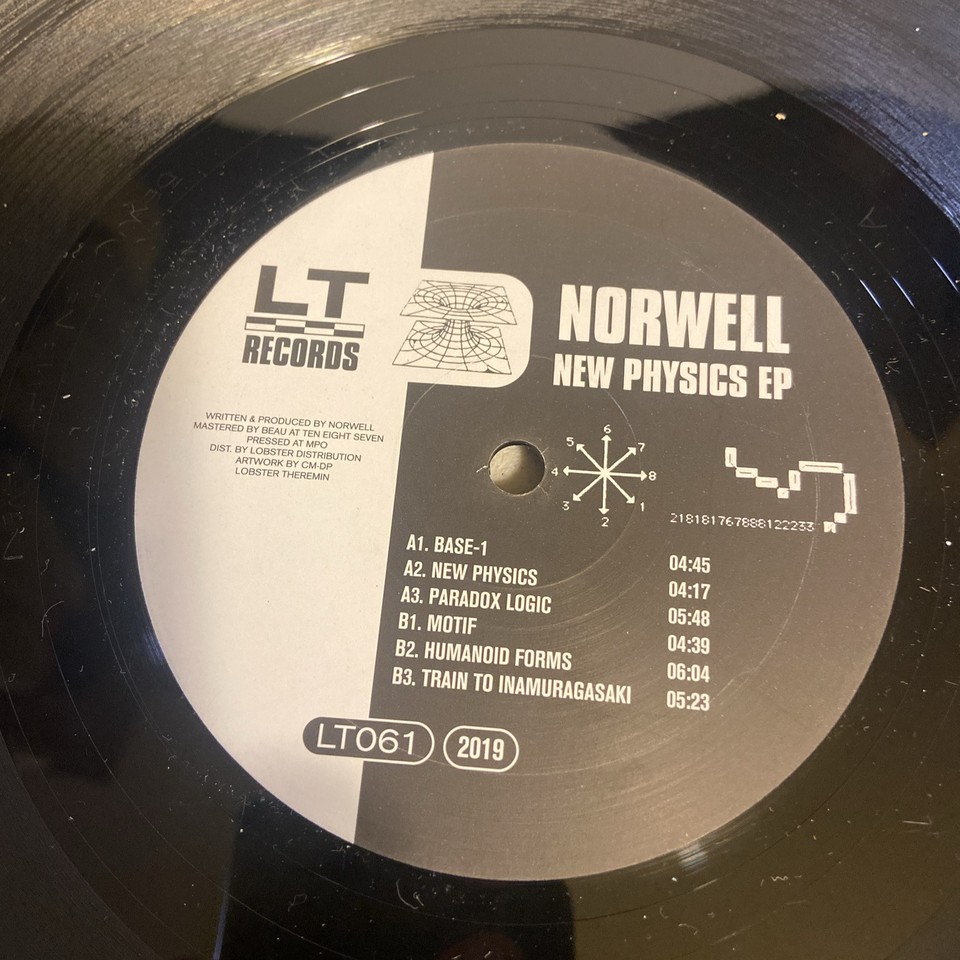 LT
RECORDS
WRITTEN & PRODUCED BY NORWELL
MASTERED BY BEAU AT TEN EIGHT SEVEN
PRESSED AT MPO
DIST. BY LOBSTER DISTRIBUTION
ARTWORK BY CM-DP
LOBSTER THEREMIN
NORWELL
NEW PHYSICS EP
6
5 7
4 8
3 1
2
218181767888122233
A1. BASE-1 04:45
A2. NEW PHYSICS 04:17
A3. PARADOX LOGIC 05:48
B1. MOTIF 04:39
B2. HUMANOID FORMS 06:04
B3. TRAIN TO INAMURAGASAKI 05:23
LT061 2019